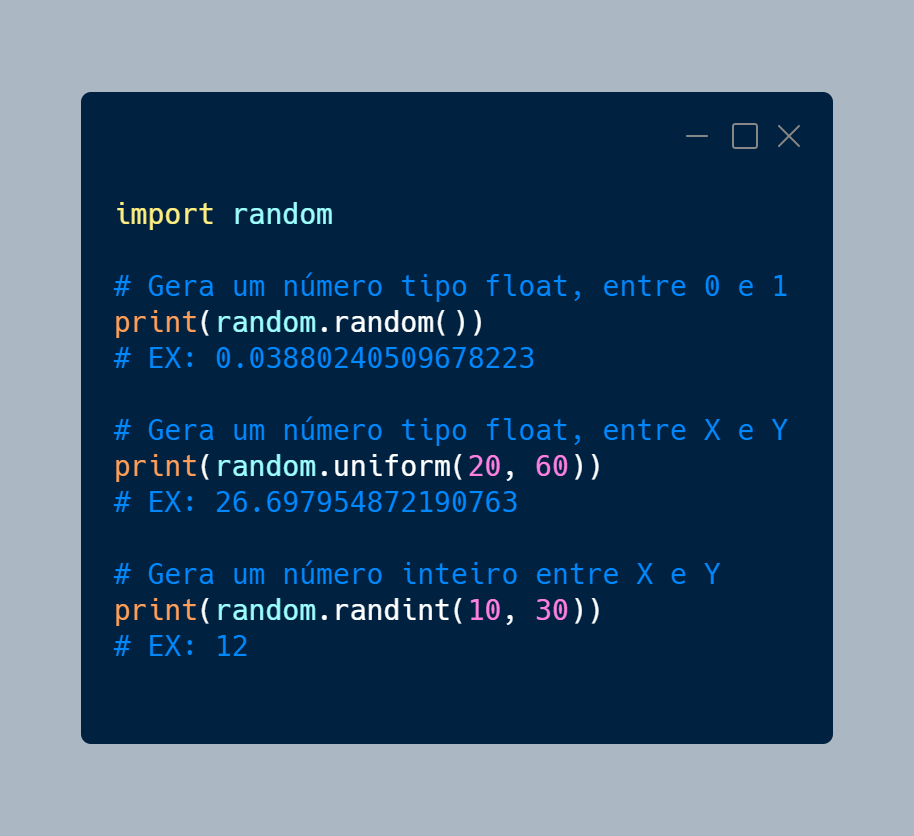 import random
# Gera um número tipo float, entre 0 e 1
print(random.random())
# EX: 0.03880240509678223
# Gera um número tipo float, entre X e Y
print(random.uniform(20, 60))
# EX: 26.697954872190763
# Gera um número inteiro entre X e Y
print(random.randint(10, 30))
# EX: 12